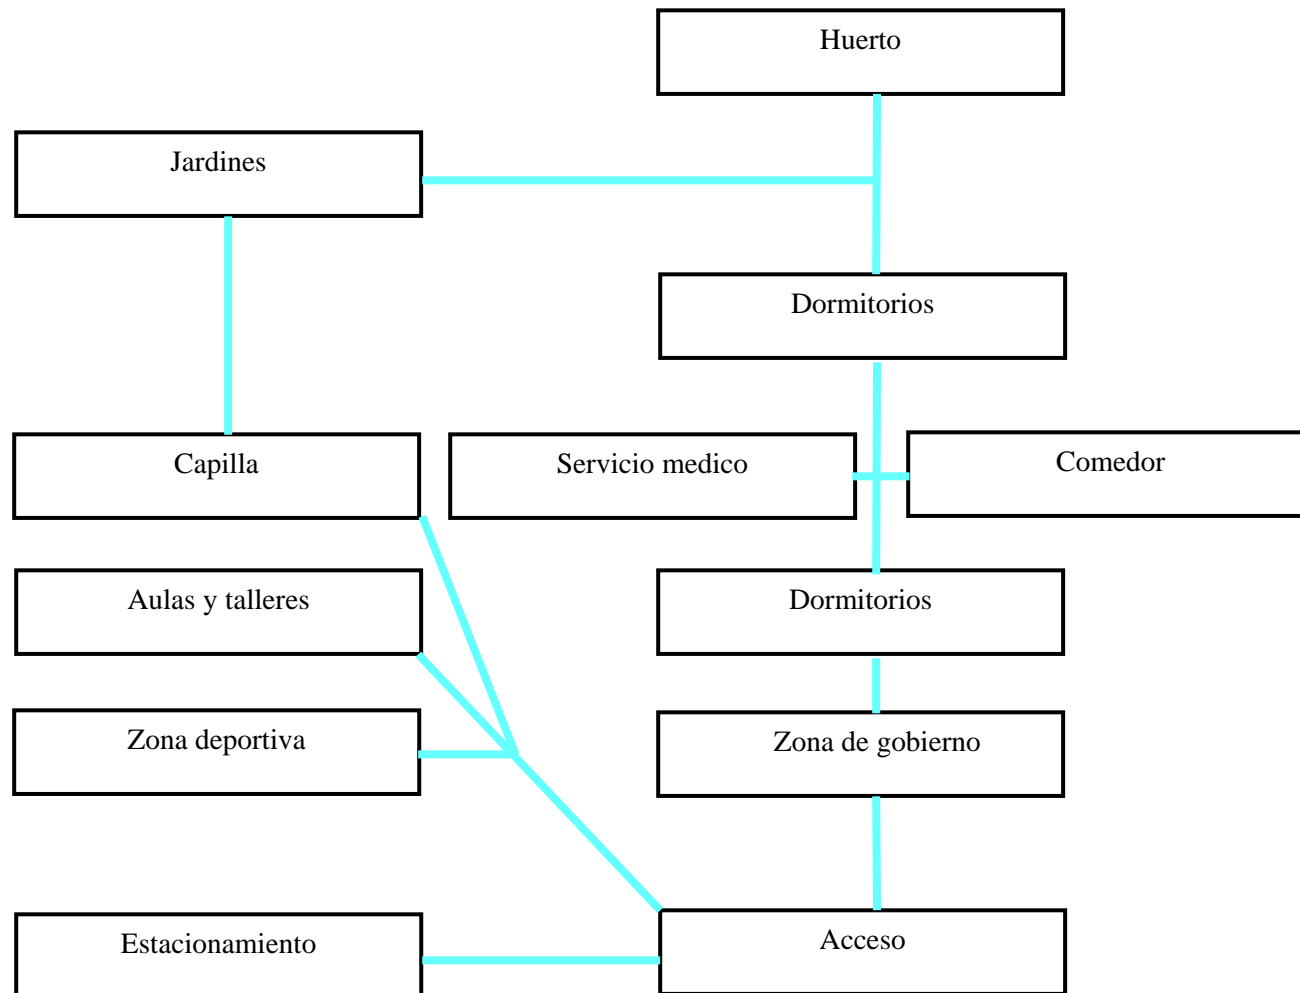 Huerto
Jardines
Dormitorios
Capilla
Servicio medico
Comedor
Aulas y talleres
Dormitorios
Zona deportiva
Zona de gobierno
Estacionamiento
Acceso